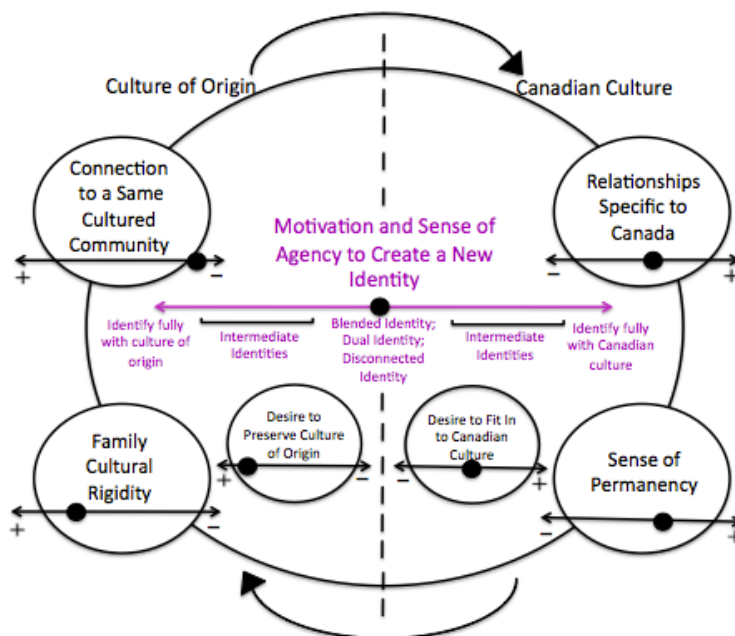 Culture of Origin
Canadian Culture
Connection
to a Same
Cultured
Community
+
−
Relationships
Specific to
Canada
−
+
Motivation and Sense of
Agency to Create a New
Identity
Identify fully
with culture of
origin
Intermediate
Identities
Blended Identity;
Dual Identity;
Disconnected
Identity
Intermediate
Identities
Identify fully
with Canadian
culture
Family
Cultural
Rigidity
+
−
Desire to
Preserve Culture
of Origin
+
−
Desire to Fit In
to Canadian
Culture
−
+
Sense of
Permanency
−
+